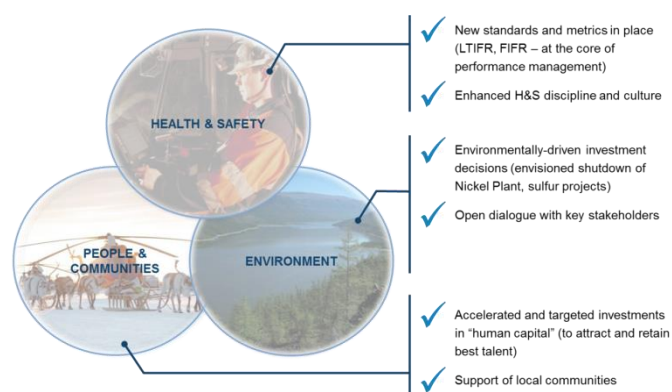 HEALTH & SAFETY
PEOPLE &
COMMUNITIES
ENVIRONMENT
New standards and metrics in place
(LTIFR, FIFR – at the core of
performance management)
Enhanced H&S discipline and culture
Environmentally-driven investment
decisions (envisioned shutdown of
Nickel Plant, sulfur projects)
Open dialogue with key stakeholders
Accelerated and targeted investments
in “human capital” (to attract and retain
best talent)
Support of local communities